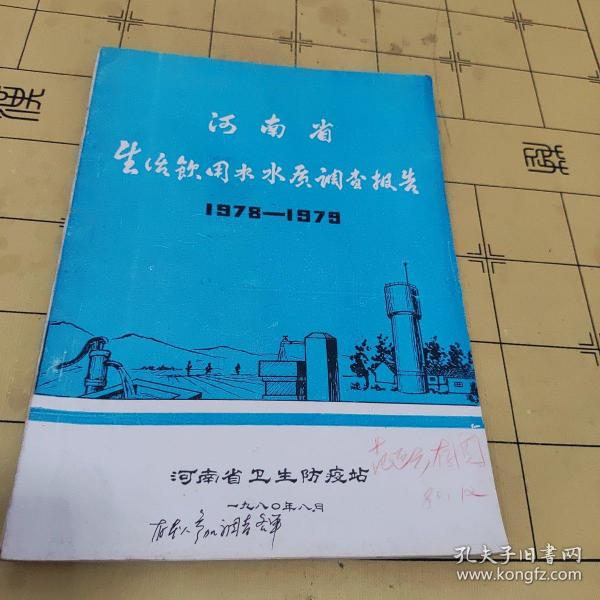 河南省
生活饮用水水质调查报告
1978—1979
河南省卫生防疫站
一九八〇年八月
孔夫子旧书网
www.kongfz.com